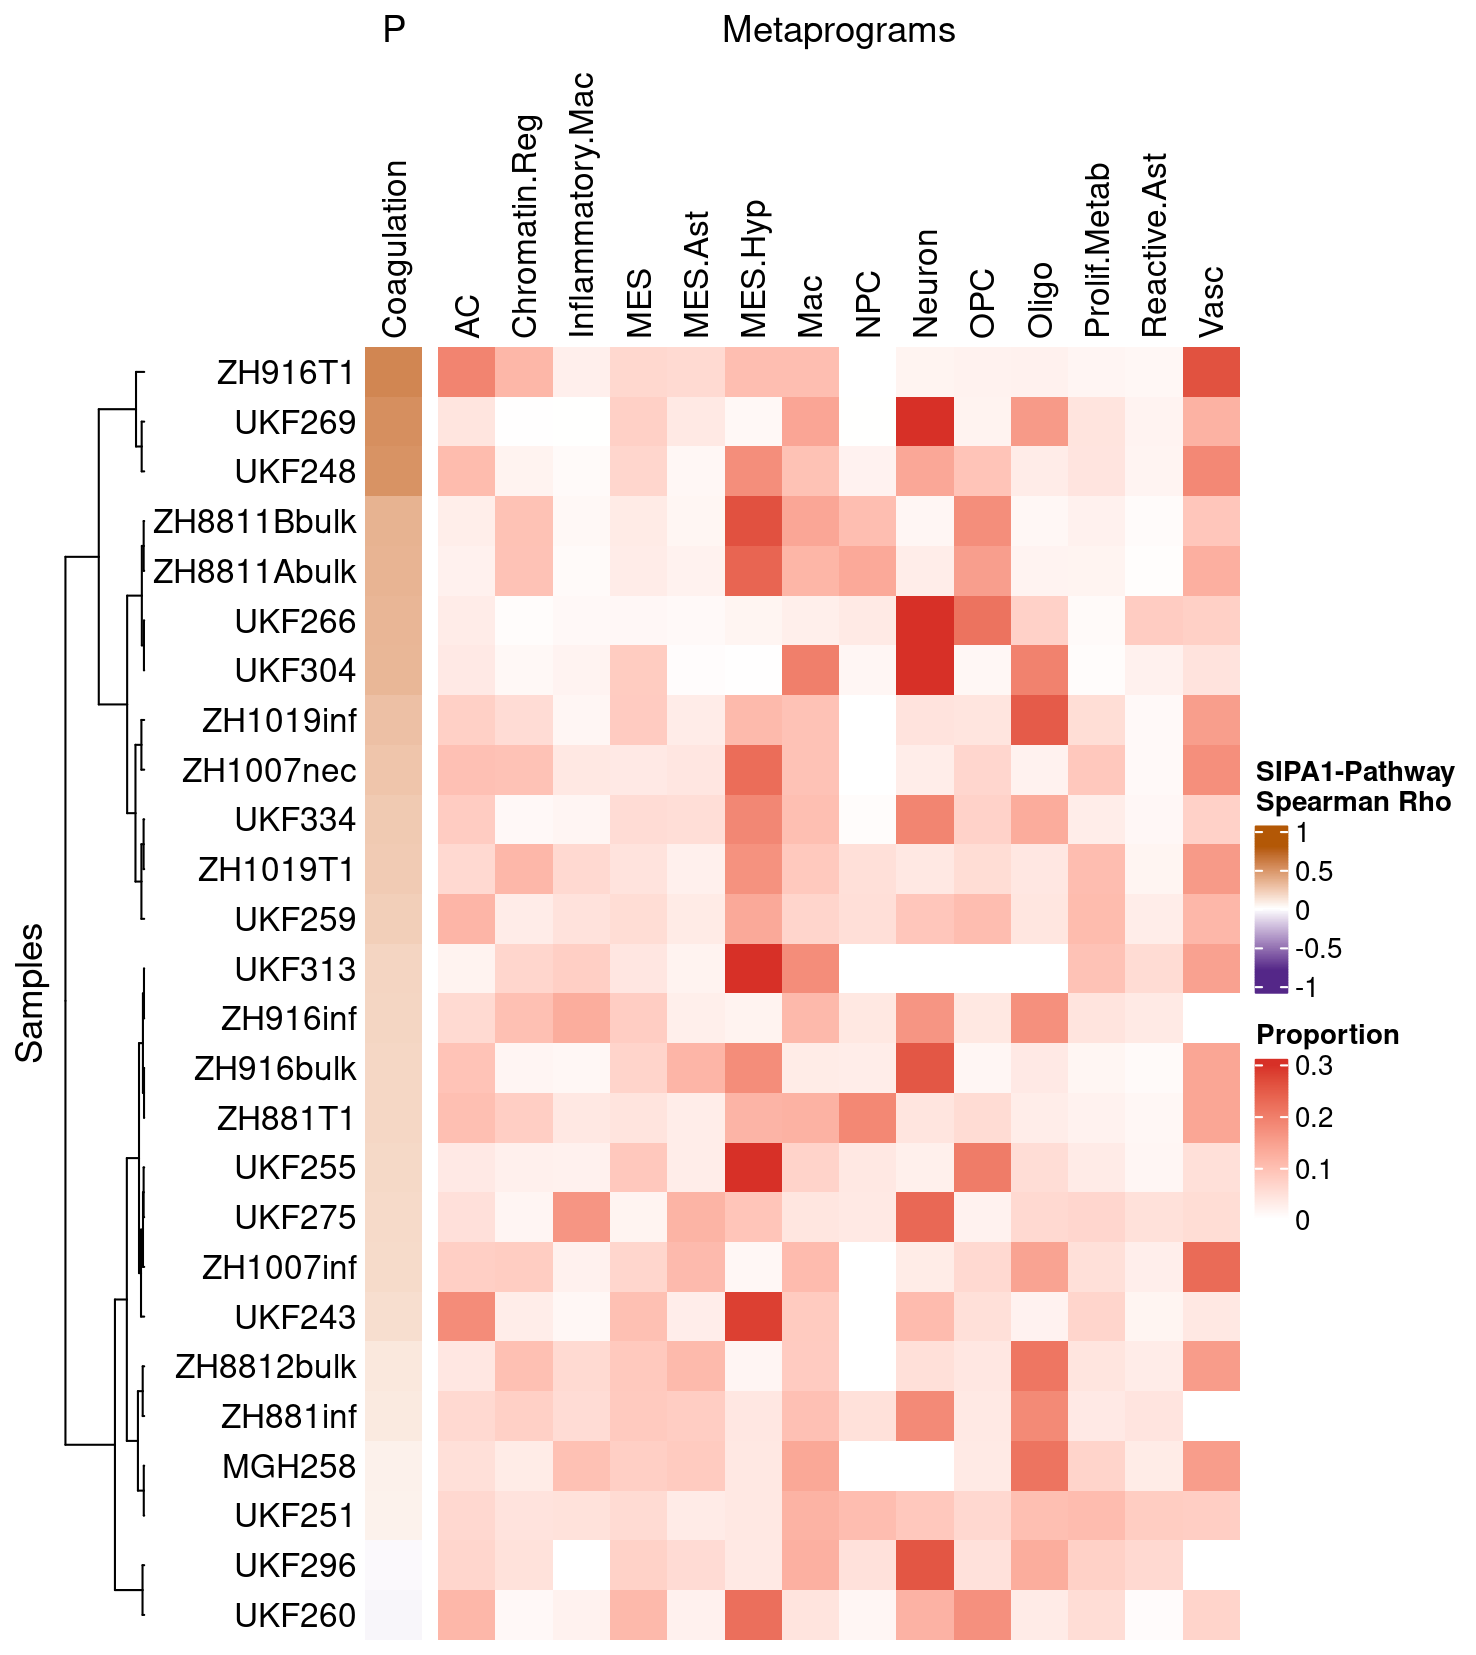 P
Metaprograms
Coagulation
AC
Chromatin.Reg
Inflammatory.Mac
MES
MES.Ast
MES.Hyp
Mac
NPC
Neuron
OPC
Oligo
Prolif.Metab
Reactive.Ast
Vasc
Samples
ZH916T1
UKF269
UKF248
ZH8811Bbulk
ZH8811Abulk
UKF266
UKF304
ZH1019inf
ZH1007nec
UKF334
ZH1019T1
UKF259
UKF313
ZH916inf
ZH916bulk
ZH881T1
UKF255
UKF275
ZH1007inf
UKF243
ZH8812bulk
ZH881inf
MGH258
UKF251
UKF296
UKF260
SIPA1-Pathway
Spearman Rho
1
0.5
0
-0.5
-1
Proportion
0.3
0.2
0.1
0